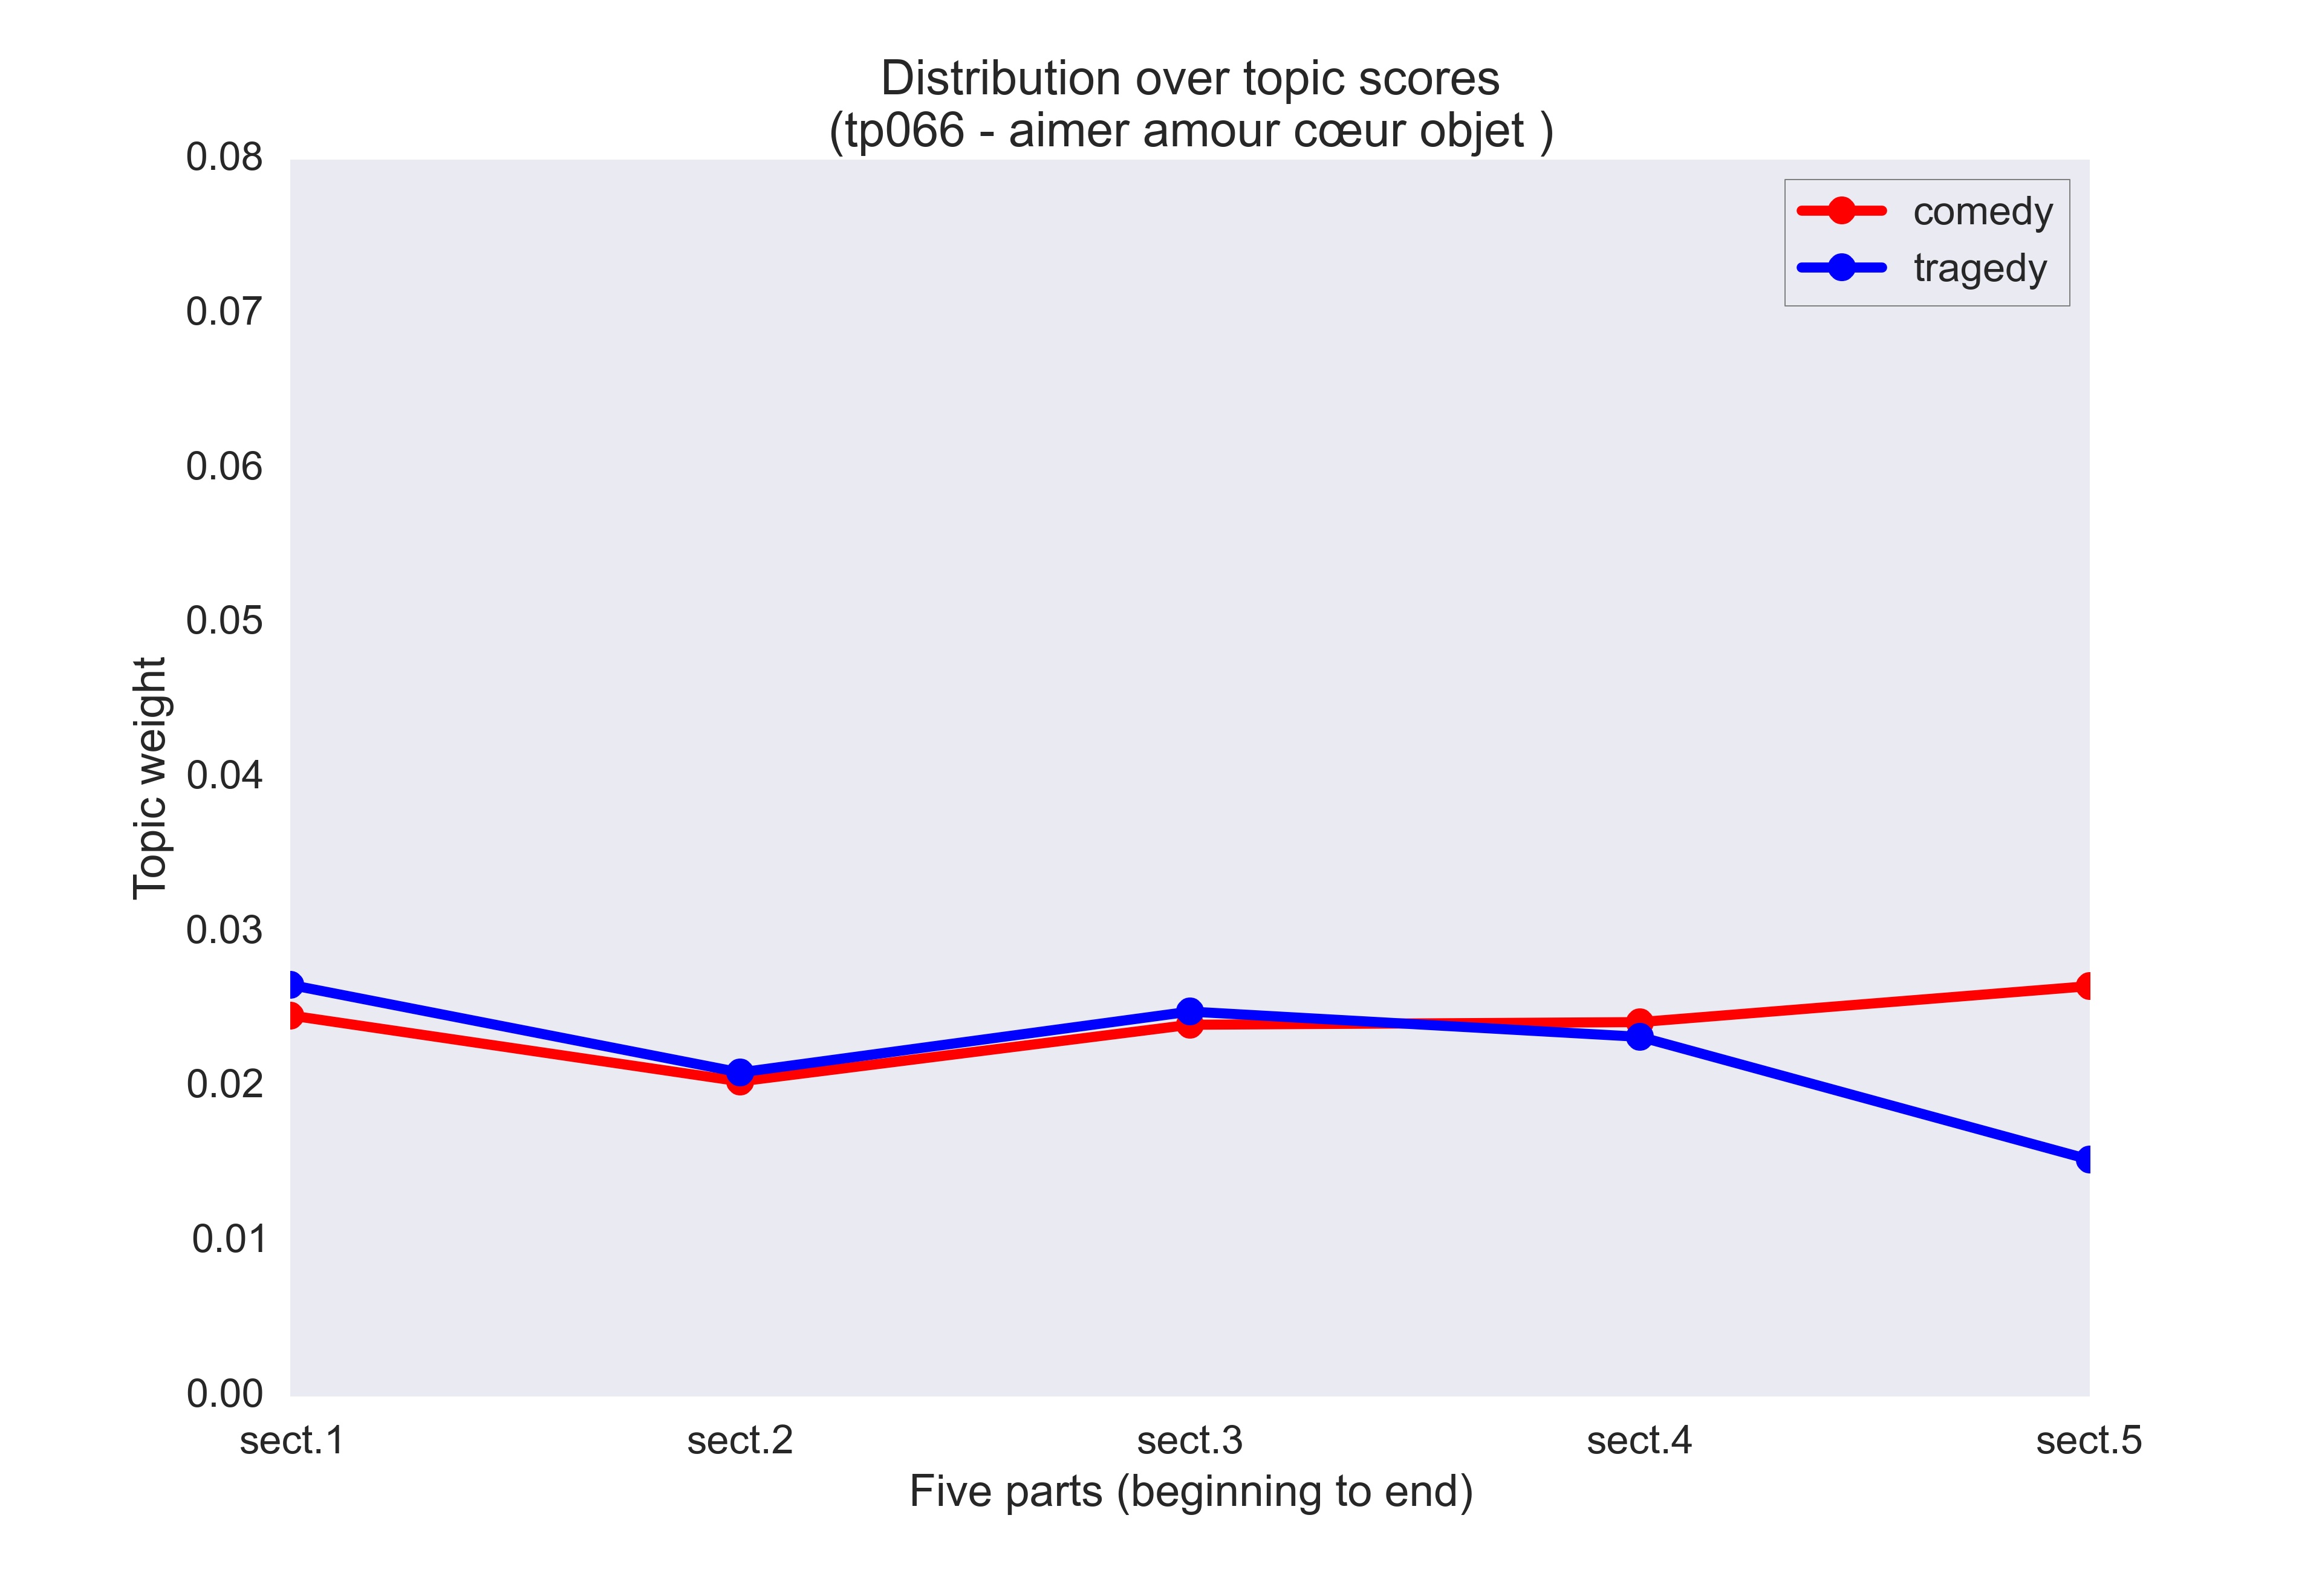 Distribution over topic scores
(tp066 - aimer amour cœur objet )
comedy
tragedy
0.08
0.07
0.06
0.05
0.04
0.03
0.02
0.01
0.00
Topic weight
sect.1 sect.2 sect.3 sect.4 sect.5
Five parts (beginning to end)